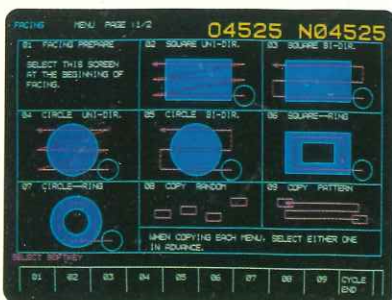 FACING MENU PAGE :1/2 O4525 N04525
01 FACING PREPARE
SELECT THIS SCREEN
AT THE BEGINNING OF
FACING.
02 SQUARE UNI-DIR.
03 SQUARE BI-DIR.
04 CIRCLE UNI-DIR.
05 CIRCLE BI-DIR.
06 SQUARE--RING
07 CIRCLE--RING
08 COPY RANDOM
09 COPY PATTERN
WHEN COPYING EACH MENU, SELECT EITHER ONE
IN ADVANCE.
SELECT SOFTKEY
01 02 03 04 05 06 07 08 09 CYCLE
END